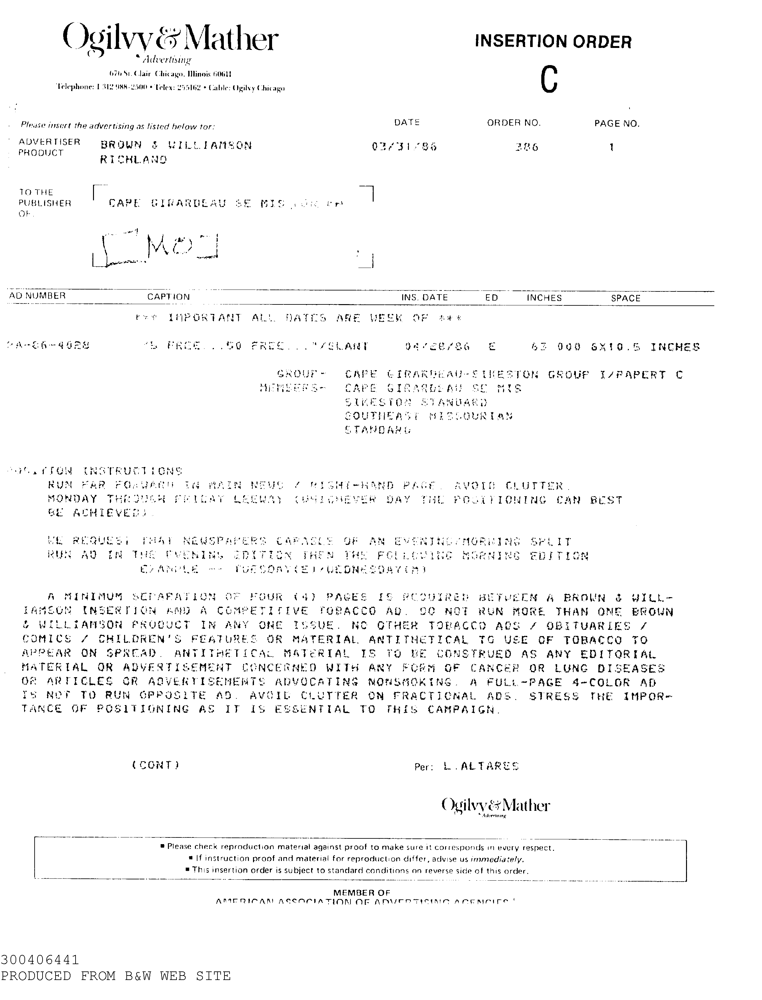 Ogilvy & Mather
Advertising
676 St. Clair Chicago, Illinois 60611
Telephone: 1 312 988-2500 • Telex: 255162 • Cable: Ogilvy Chicago
INSERTION ORDER
C
Please insert the advertising as listed below for:
DATE ORDER NO. PAGE NO.
ADVERTISER BROWN & WILLIAMSON 03/31/86 386 1
PRODUCT RICHLAND
TO THE
PUBLISHER CAPE GIRARDEAU SE MIS
OF:
[MO]
AD NUMBER CAPTION INS. DATE ED INCHES SPACE
*** IMPORTANT ALL DATES ARE WEEK OF ***
-86-4028 "5 FREE...50 FREE..."/SLANT 04/28/86 E 63 000 6X10.5 INCHES
GROUP- CAPE GIRARDEAU-SIKESTON GROUP I/PAPERT C
MEMBERS- CAPE GIRARDEAU SE MIS
SIKESTON STANDARD
SOUTHEAST MISSOURIAN
STANDARD
POSITION INSTRUCTIONS
RUN FAR FORWARD IN MAIN NEWS / RIGHT-HAND PAGE. AVOID CLUTTER.
MONDAY THROUGH FRIDAY LEEWAY (WHICHEVER DAY THE POSITIONING CAN BEST
BE ACHIEVED).
WE REQUEST THAT NEWSPAPERS CAPABLE OF AN EVENING/MORNING SPLIT
RUN AD IN THE EVENING EDITION THEN THE FOLLOWING MORNING EDITION
EXAMPLE -- TUESDAY(E)/WEDNESDAY(M)
A MINIMUM SEPARATION OF FOUR (4) PAGES IS REQUIRED BETWEEN A BROWN & WILL-
IAMSON INSERTION AND A COMPETITIVE TOBACCO AD. DO NOT RUN MORE THAN ONE BROWN
& WILLIAMSON PRODUCT IN ANY ONE ISSUE. NO OTHER TOBACCO ADS / OBITUARIES /
COMICS / CHILDREN'S FEATURES OR MATERIAL ANTITHETICAL TO USE OF TOBACCO TO
APPEAR ON SPREAD. ANTITHETICAL MATERIAL IS TO BE CONSTRUED AS ANY EDITORIAL
MATERIAL OR ADVERTISEMENT CONCERNED WITH ANY FORM OF CANCER OR LUNG DISEASES
OR ARTICLES OR ADVERTISEMENTS ADVOCATING NONSMOKING. A FULL-PAGE 4-COLOR AD
IS NOT TO RUN OPPOSITE AD. AVOID CLUTTER ON FRACTIONAL ADS. STRESS THE IMPOR-
TANCE OF POSITIONING AS IT IS ESSENTIAL TO THIS CAMPAIGN.
(CONT) Per: L.ALTARES
Ogilvy & Mather
Advertising
■ Please check reproduction material against proof to make sure it corresponds in every respect.
■ If instruction proof and material for reproduction differ, advise us immediately.
■ This insertion order is subject to standard conditions on reverse side of this order.
MEMBER OF
AMERICAN ASSOCIATION OF ADVERTISING AGENCIES
300406441
PRODUCED FROM B&W WEB SITE